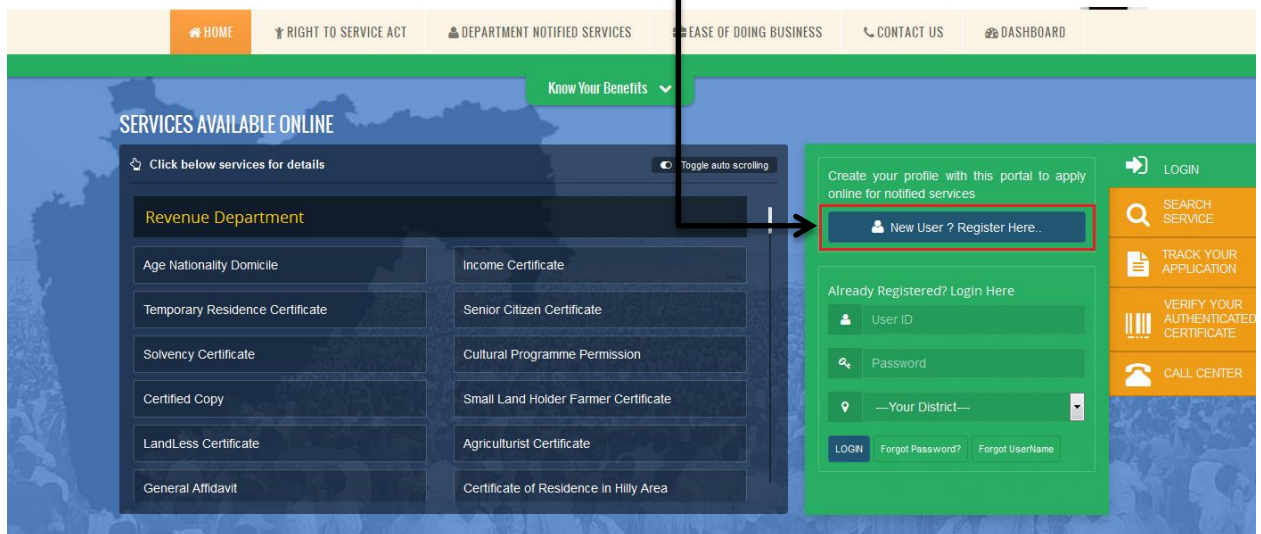 HOME
RIGHT TO SERVICE ACT
DEPARTMENT NOTIFIED SERVICES
EASE OF DOING BUSINESS
CONTACT US
DASHBOARD
Know Your Benefits
SERVICES AVAILABLE ONLINE
Click below services for details
Toggle auto scrolling
Revenue Department
Age Nationality Domicile
Income Certificate
Temporary Residence Certificate
Senior Citizen Certificate
Solvency Certificate
Cultural Programme Permission
Certified Copy
Small Land Holder Farmer Certificate
LandLess Certificate
Agriculturist Certificate
General Affidavit
Certificate of Residence in Hilly Area
Create your profile with this portal to apply
online for notified services
New User ? Register Here..
Already Registered? Login Here
User ID
Password
---Your District---
LOGIN
Forgot Password?
Forgot UserName
LOGIN
SEARCH
SERVICE
TRACK YOUR
APPLICATION
VERIFY YOUR
AUTHENTICATED
CERTIFICATE
CALL CENTER